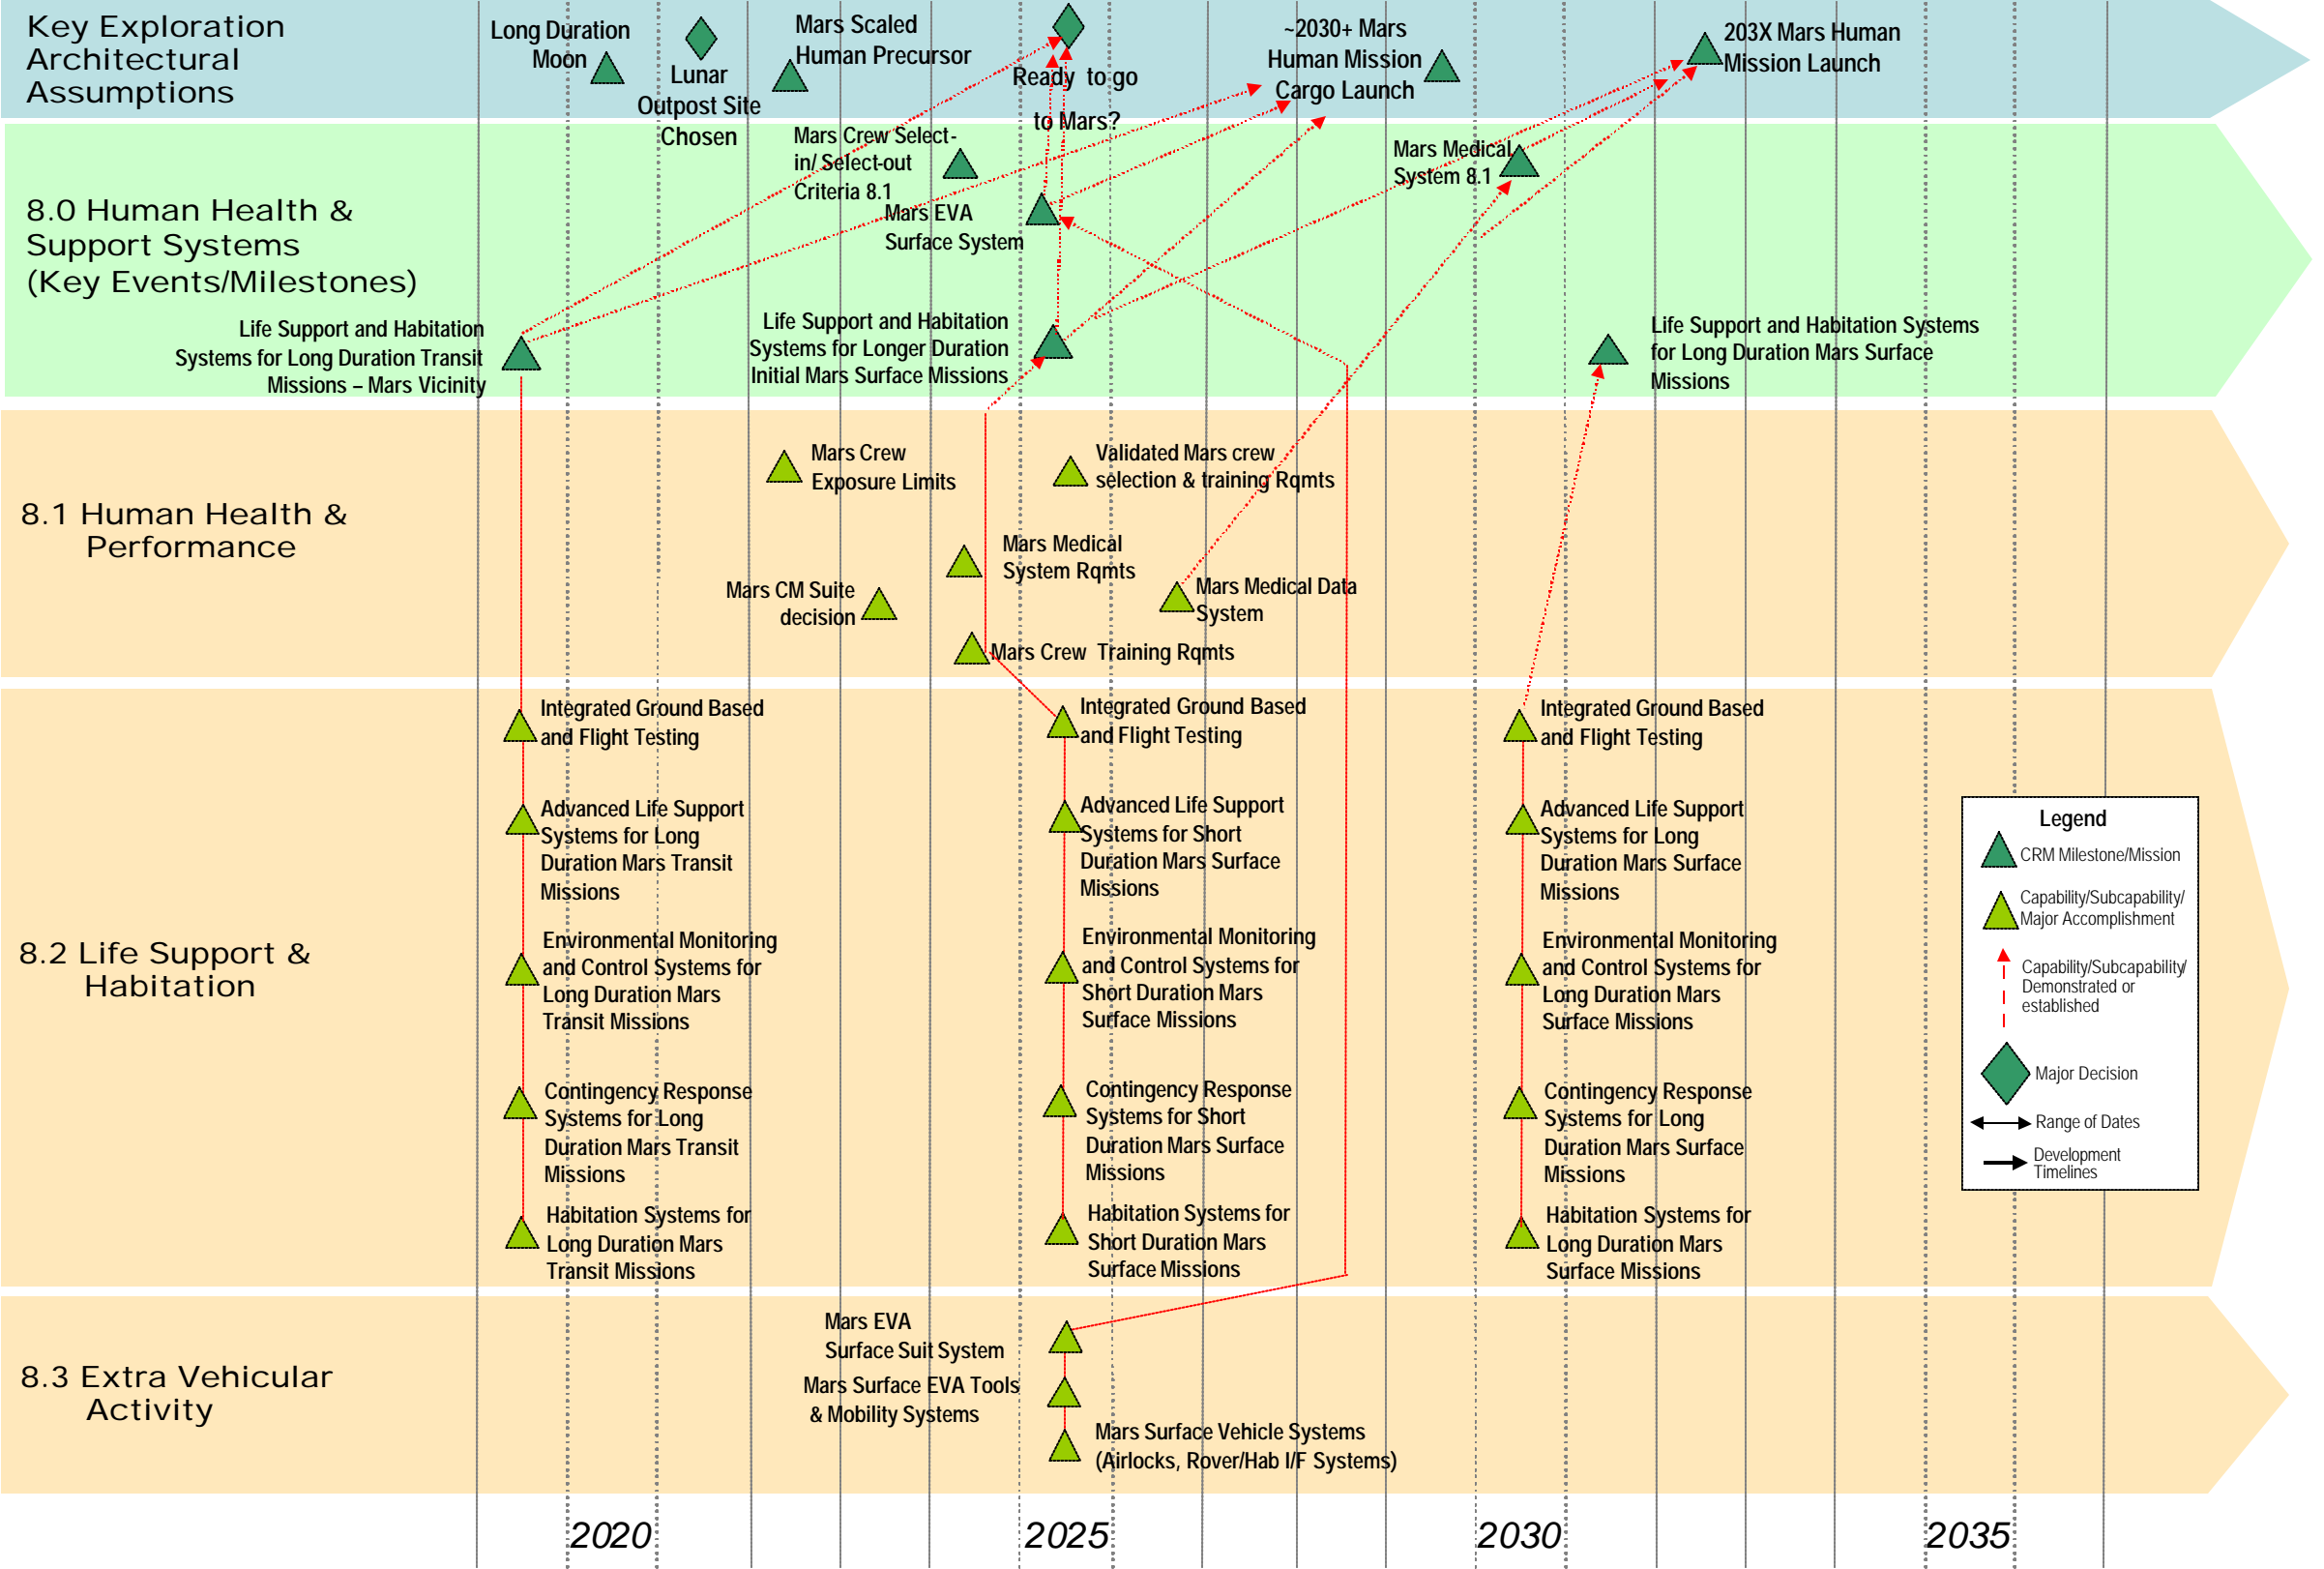 Key Exploration
Architectural
Assumptions
Long Duration
Moon
Lunar
Outpost Site
Chosen
Mars Scaled
Human Precursor
Ready to go
to Mars?
~2030+ Mars
Human Mission
Cargo Launch
203X Mars Human
Mission Launch
8.0 Human Health &
Support Systems
(Key Events/Milestones)
Mars Crew Select-
in/ Select-out
Criteria 8.1
Mars EVA
Surface System
Mars Medical
System 8.1
Life Support and Habitation
Systems for Long Duration Transit
Missions – Mars Vicinity
Life Support and Habitation
Systems for Longer Duration
Initial Mars Surface Missions
Life Support and Habitation Systems
for Long Duration Mars Surface
Missions
8.1 Human Health &
Performance
Mars Crew
Exposure Limits
Validated Mars crew
selection & training Rqmts
Mars Medical
System Rqmts
Mars CM Suite
decision
Mars Medical Data
System
Mars Crew Training Rqmts
8.2 Life Support &
Habitation
Integrated Ground Based
and Flight Testing
Advanced Life Support
Systems for Long
Duration Mars Transit
Missions
Environmental Monitoring
and Control Systems for
Long Duration Mars
Transit Missions
Contingency Response
Systems for Long
Duration Mars Transit
Missions
Habitation Systems for
Long Duration Mars
Transit Missions
Integrated Ground Based
and Flight Testing
Advanced Life Support
Systems for Short
Duration Mars Surface
Missions
Environmental Monitoring
and Control Systems for
Short Duration Mars
Surface Missions
Contingency Response
Systems for Short
Duration Mars Surface
Missions
Habitation Systems for
Short Duration Mars
Surface Missions
Integrated Ground Based
and Flight Testing
Advanced Life Support
Systems for Long
Duration Mars Surface
Missions
Environmental Monitoring
and Control Systems for
Long Duration Mars
Surface Missions
Contingency Response
Systems for Long
Duration Mars Surface
Missions
Habitation Systems for
Long Duration Mars
Surface Missions
Legend
CRM Milestone/Mission
Capability/Subcapability/
Major Accomplishment
Capability/Subcapability/
Demonstrated or
established
Major Decision
Range of Dates
Development
Timelines
8.3 Extra Vehicular
Activity
Mars EVA
Surface Suit System
Mars Surface EVA Tools
& Mobility Systems
Mars Surface Vehicle Systems
(Airlocks, Rover/Hab I/F Systems)
2020
2025
2030
2035